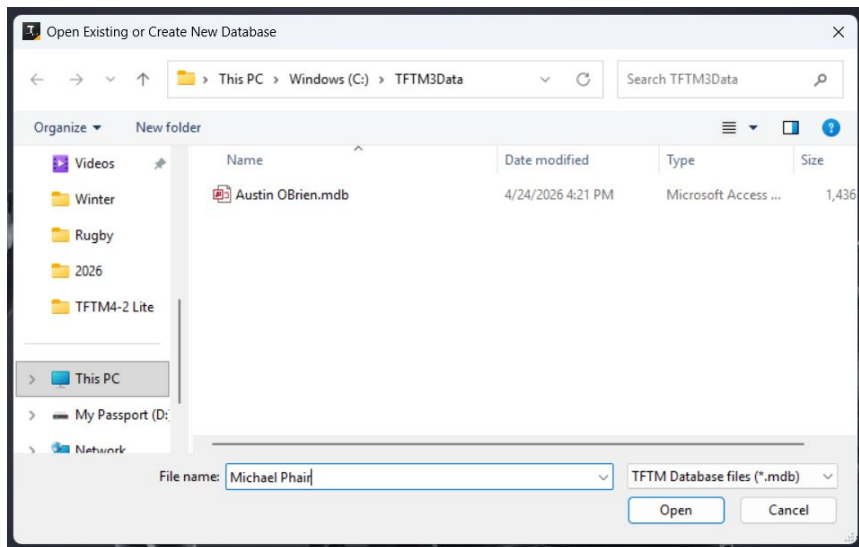 Open Existing or Create New Database
This PC > Windows (C:) > TFTM3Data
Search TFTM3Data
Organize
New folder
Name
Date modified
Type
Size
Videos
Winter
Rugby
2026
TFTM4-2 Lite
This PC
My Passport (D:
Network
Austin OBrien.mdb
4/24/2026 4:21 PM
Microsoft Access ...
1,436
File name: Michael Phair
TFTM Database files (*.mdb)
Open
Cancel